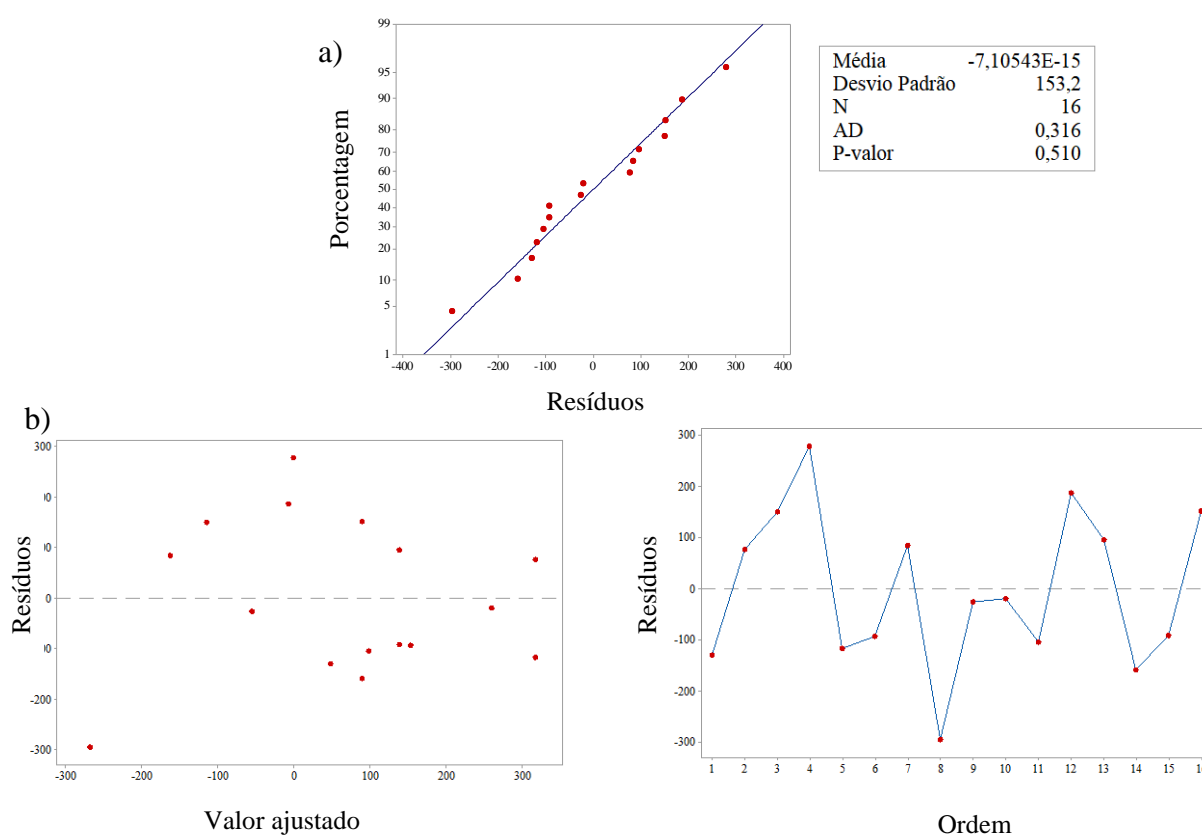 a)
99
95
90
80
70
60
50
40
30
20
10
5
1
Porcentagem
-400 -300 -200 -100 0 100 200 300 400
Resíduos
Média -7,10543E-15
Desvio Padrão 153,2
N 16
AD 0,316
P-valor 0,510
b)
300
0
-200
-300
Resíduos
-300 -200 -100 0 100 200 300
Valor ajustado
300
200
100
0
-100
-200
-300
Resíduos
1 2 3 4 5 6 7 8 9 10 11 12 13 14 15
Ordem